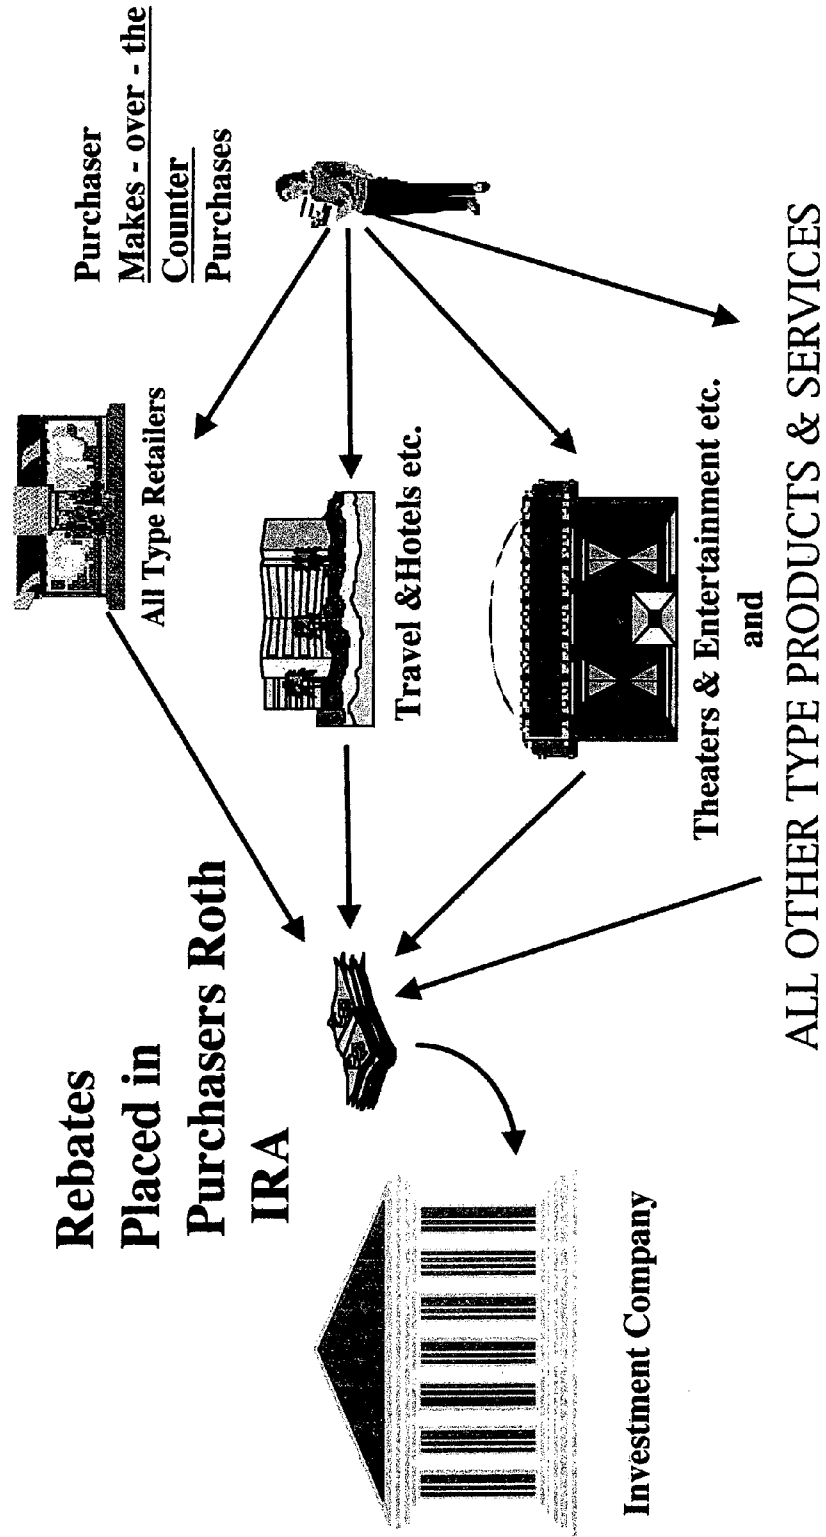 Rebates
Placed in
Purchasers Roth
IRA
Purchaser
Makes - over - the
Counter
Purchases
All Type Retailers
Travel &Hotels etc.
Investment Company
Theaters & Entertainment etc.
and
ALL OTHER TYPE PRODUCTS & SERVICES